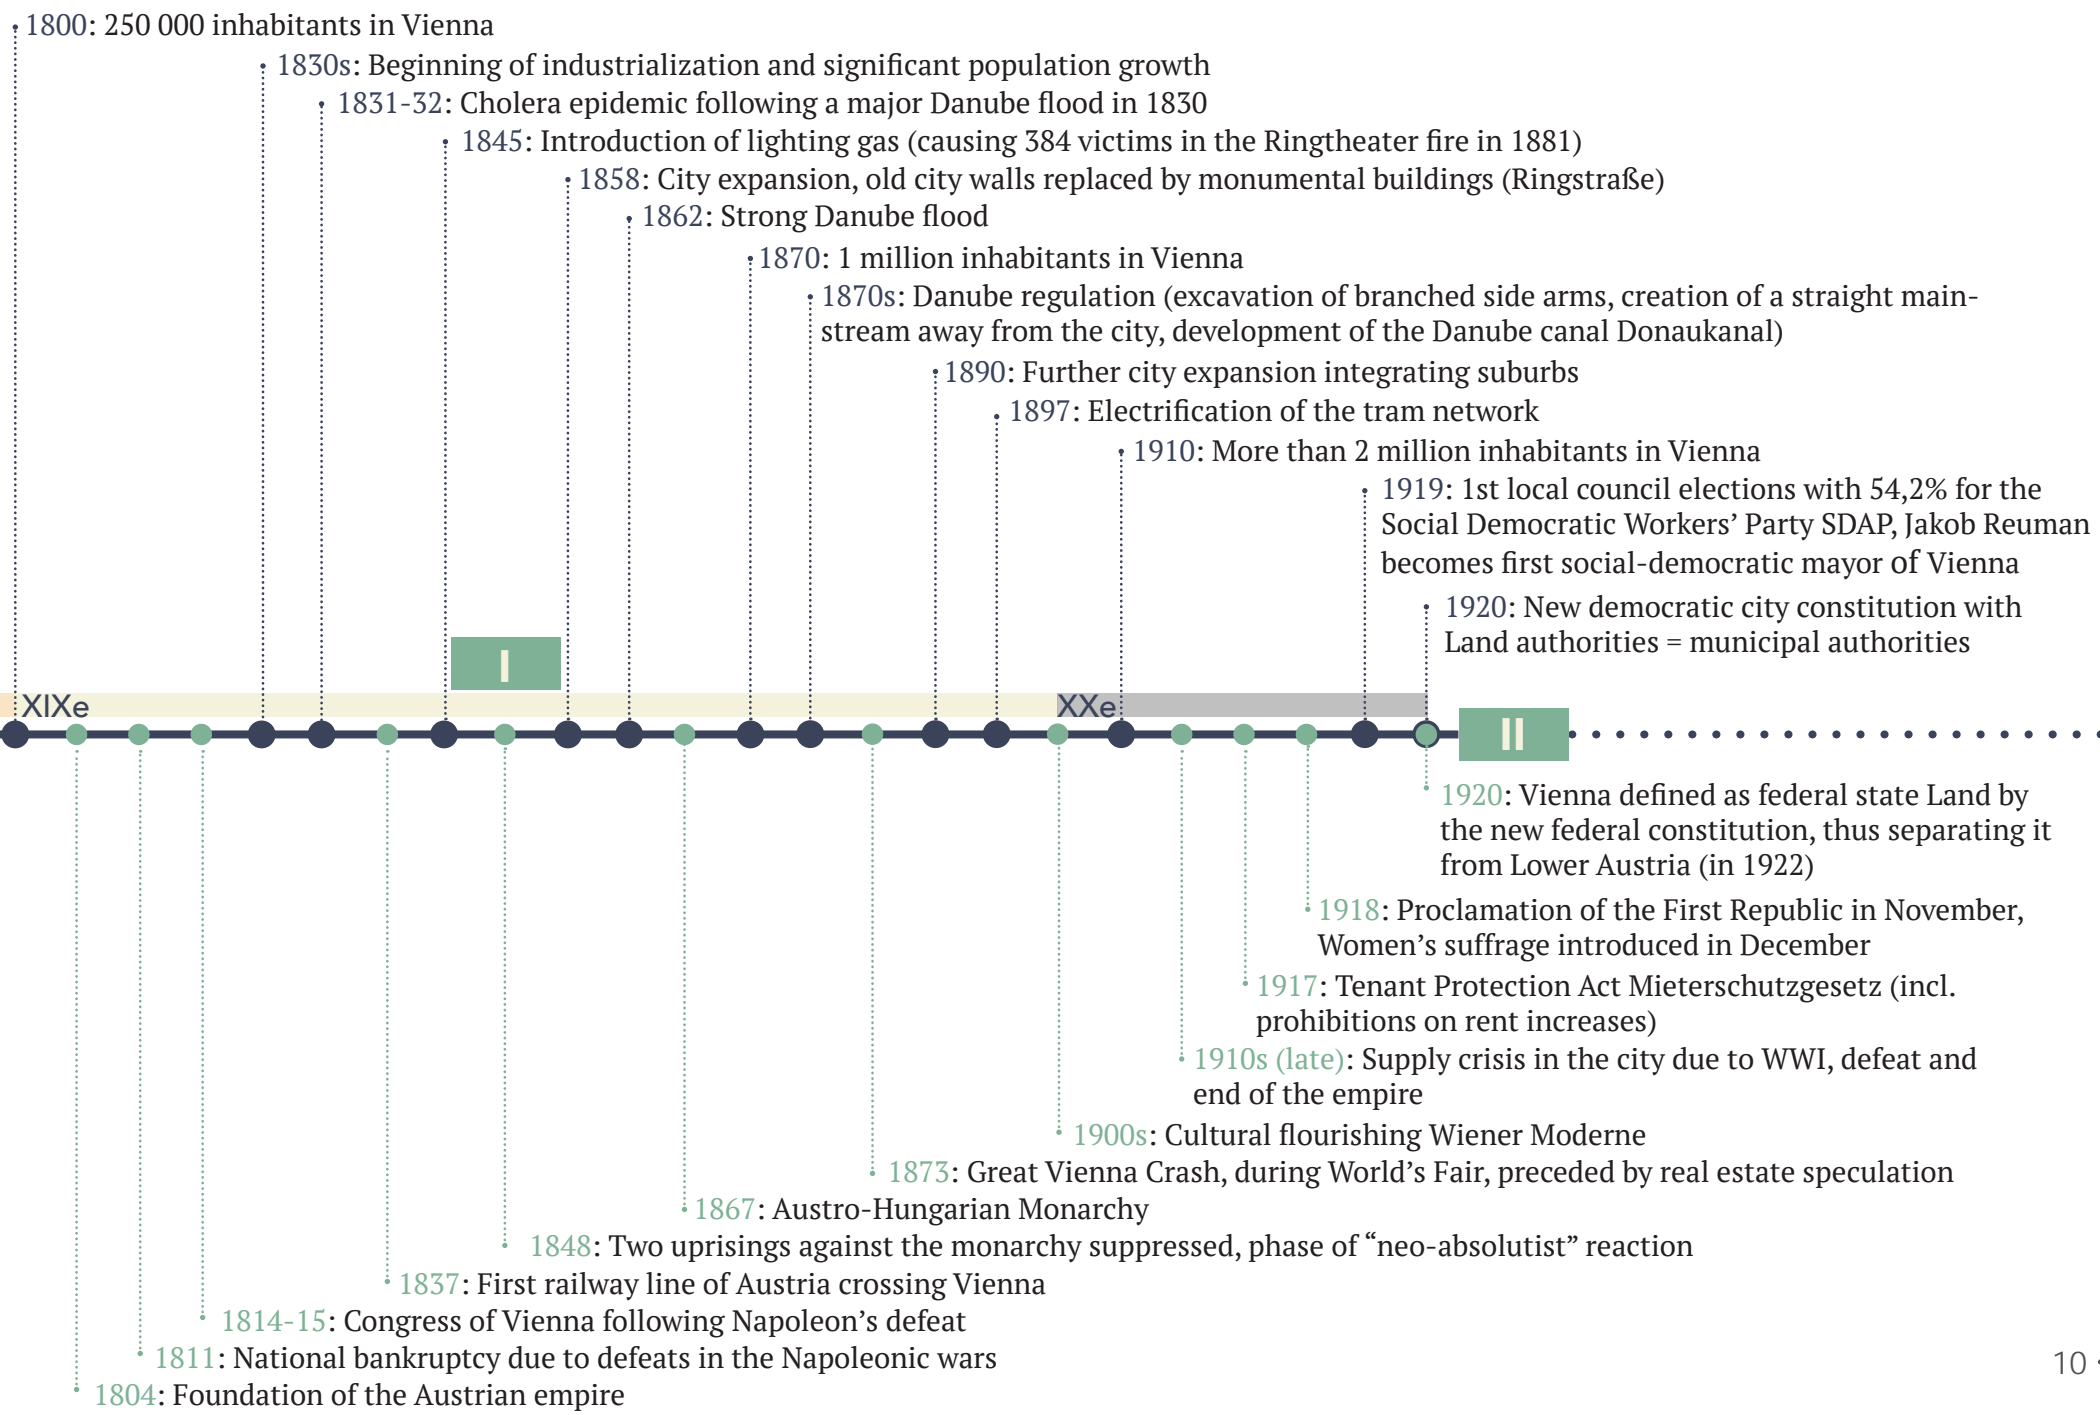 1800: 250 000 inhabitants in Vienna
1830s: Beginning of industrialization and significant population growth
1831-32: Cholera epidemic following a major Danube flood in 1830
1845: Introduction of lighting gas (causing 384 victims in the Ringtheater fire in 1881)
1858: City expansion, old city walls replaced by monumental buildings (Ringstraße)
1862: Strong Danube flood
1870: 1 million inhabitants in Vienna
1870s: Danube regulation (excavation of branched side arms, creation of a straight main-
stream away from the city, development of the Danube canal Donaukanal)
1890: Further city expansion integrating suburbs
1897: Electrification of the tram network
1910: More than 2 million inhabitants in Vienna
1919: 1st local council elections with 54,2% for the
Social Democratic Workers’ Party SDAP, Jakob Reuman
becomes first social-democratic mayor of Vienna
1920: New democratic city constitution with
Land authorities = municipal authorities
I
XIXe
XXe
II
1920: Vienna defined as federal state Land by
the new federal constitution, thus separating it
from Lower Austria (in 1922)
1918: Proclamation of the First Republic in November,
Women’s suffrage introduced in December
1917: Tenant Protection Act Mieterschutzgesetz (incl.
prohibitions on rent increases)
1910s (late): Supply crisis in the city due to WWI, defeat and
end of the empire
1900s: Cultural flourishing Wiener Moderne
1873: Great Vienna Crash, during World’s Fair, preceded by real estate speculation
1867: Austro-Hungarian Monarchy
1848: Two uprisings against the monarchy suppressed, phase of “neo-absolutist” reaction
1837: First railway line of Austria crossing Vienna
1814-15: Congress of Vienna following Napoleon’s defeat
1811: National bankruptcy due to defeats in the Napoleonic wars
1804: Foundation of the Austrian empire
10